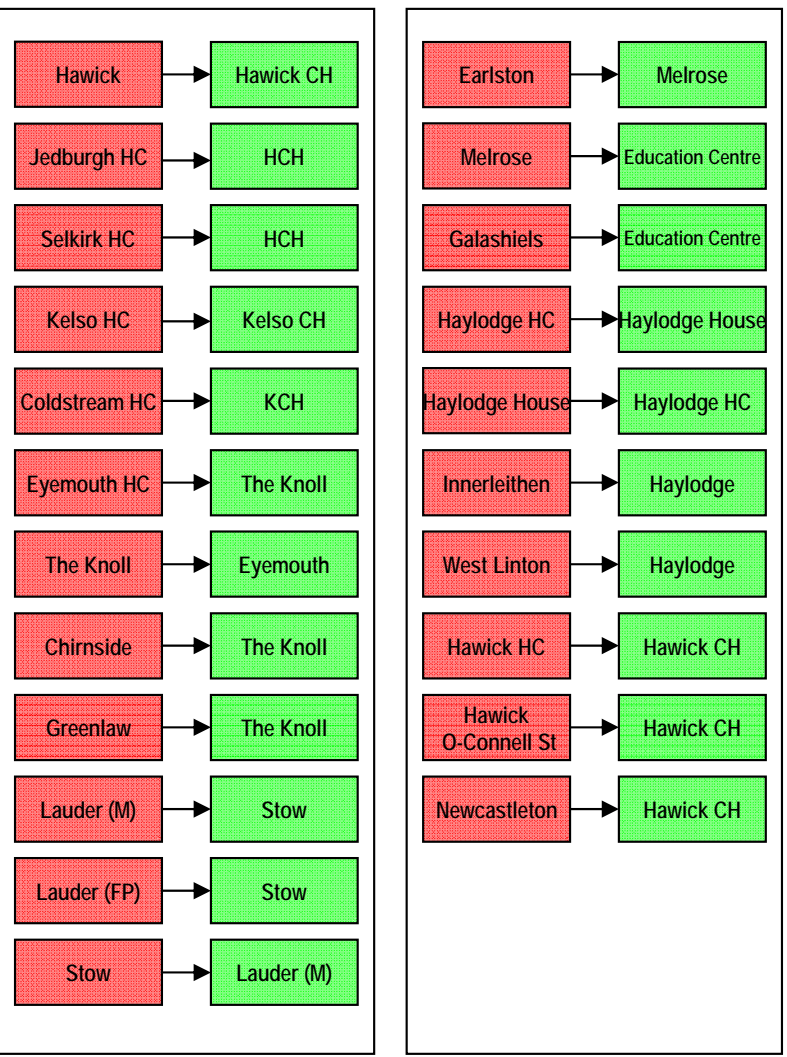 Hawick
Hawick CH
Jedburgh HC
HCH
Selkirk HC
HCH
Kelso HC
Kelso CH
Coldstream HC
KCH
Eyemouth HC
The Knoll
The Knoll
Eyemouth
Chirnside
The Knoll
Greenlaw
The Knoll
Lauder (M)
Stow
Lauder (FP)
Stow
Stow
Lauder (M)
Earlston
Melrose
Melrose
Education Centre
Galashiels
Education Centre
Haylodge HC
Haylodge House
Haylodge House
Haylodge HC
Innerleithen
Haylodge
West Linton
Haylodge
Hawick HC
Hawick CH
Hawick
O-Connell St
Hawick CH
Newcastleton
Hawick CH